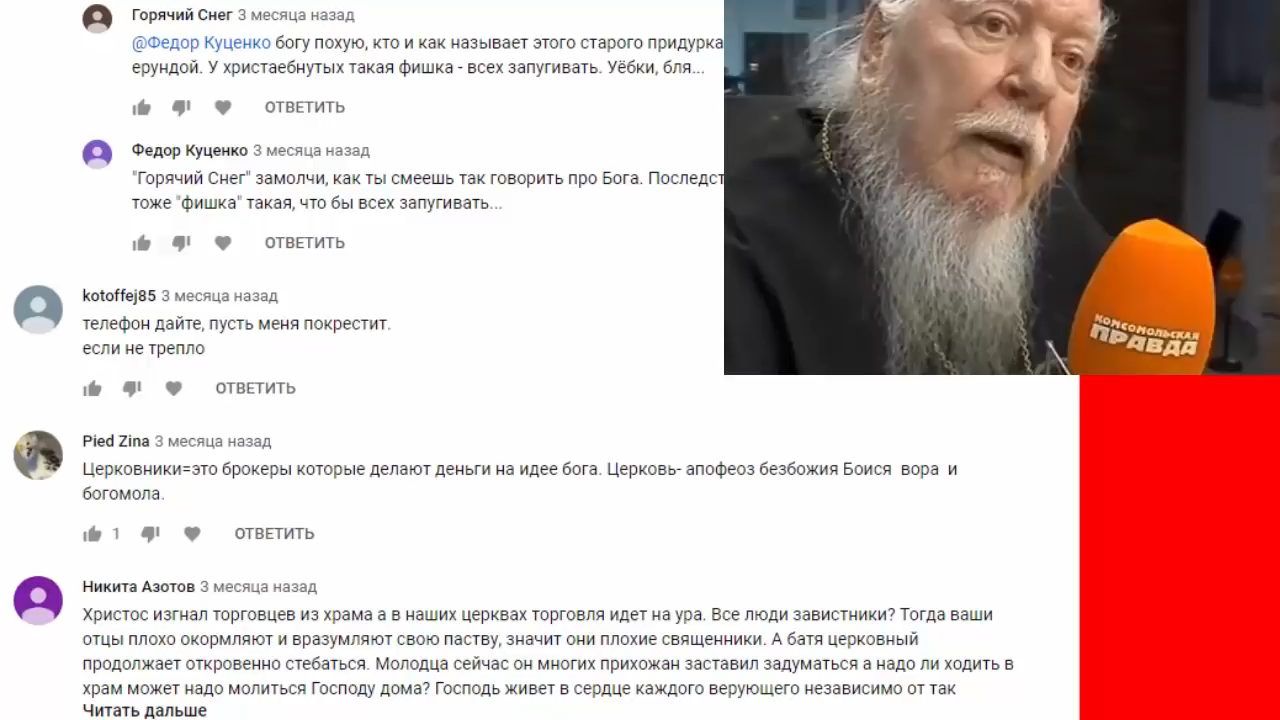 Горячий Снег 3 месяца назад
@Федор Куценко богу похую, кто и как называет этого старого придурка
ерундой. У христаебнутых такая фишка - всех запугивать. Уёбки, бля...
ОТВЕТИТЬ
Федор Куценко 3 месяца назад
"Горячий Снег" замолчи, как ты смеешь так говорить про Бога. Последст
тоже "фишка" такая, что бы всех запугивать...
ОТВЕТИТЬ
kotoffej85 3 месяца назад
телефон дайте, пусть меня покрестит.
если не трепло
ОТВЕТИТЬ
Pied Zina 3 месяца назад
Церковники=это брокеры которые делают деньги на идее бога. Церковь- апофеоз безбожия Боися вора и
богомола.
1 ОТВЕТИТЬ
Никита Азотов 3 месяца назад
Христос изгнал торговцев из храма а в наших церквах торговля идет на ура. Все люди завистники? Тогда ваши
отцы плохо окормляют и вразумляют свою паству, значит они плохие священники. А батя церковный
продолжает откровенно стебаться. Молодца сейчас он многих прихожан заставил задуматься а надо ли ходить в
храм может надо молиться Господу дома? Господь живет в сердце каждого верующего независимо от так
Читать дальше
КОМСОМОЛЬСКАЯ
ПРАВДА